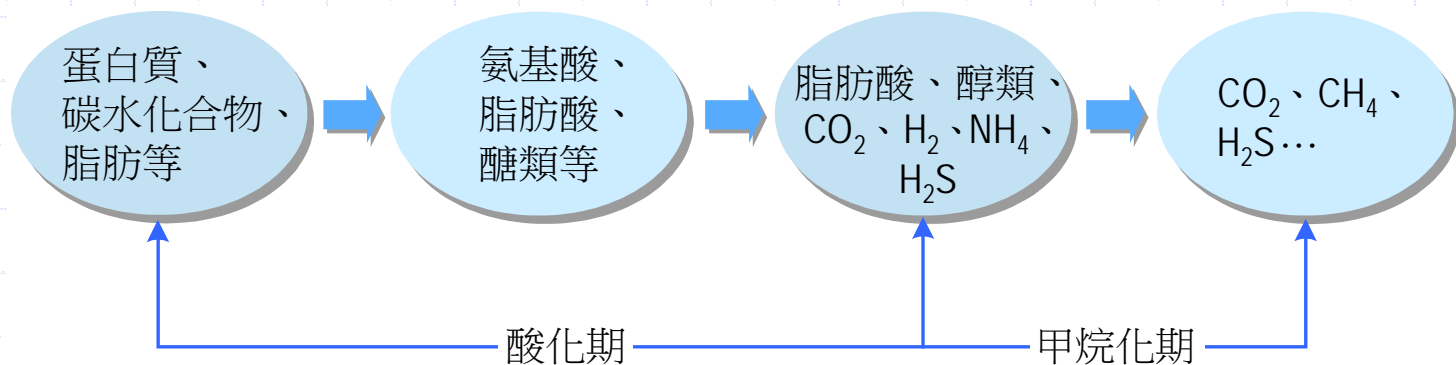 蛋白質、
碳水化合物、
脂肪等
氨基酸、
脂肪酸、
醣類等
脂肪酸、醇類、
CO₂、H₂、NH₄、
H₂S
CO₂、CH₄、
H₂S…
酸化期
甲烷化期